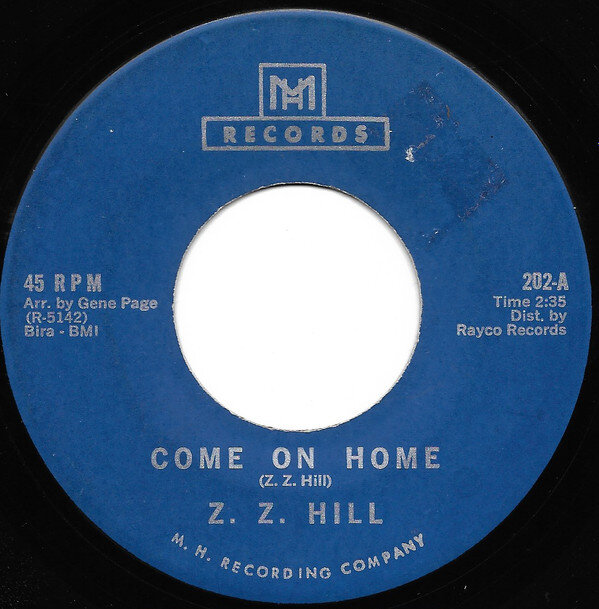 MH
RECORDS
45 RPM
Arr. by Gene Page
(R-5142)
Bira - BMI
202-A
Time 2:35
Dist. by
Rayco Records
COME ON HOME
(Z. Z. Hill)
Z. Z. HILL
M. H. RECORDING COMPANY